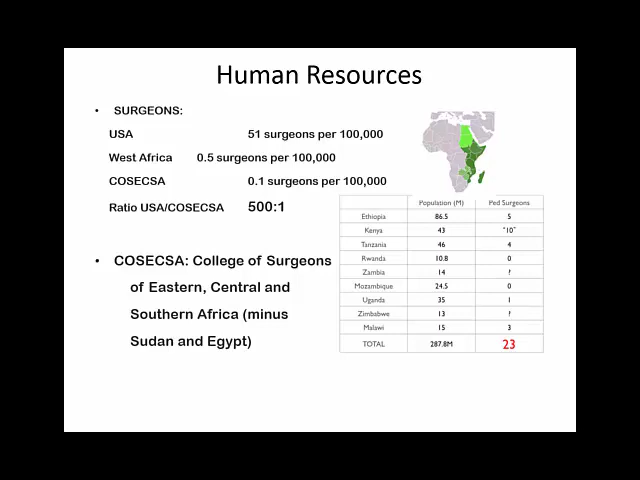 Human Resources
• SURGEONS:
USA 51 surgeons per 100,000
West Africa 0.5 surgeons per 100,000
COSECSA 0.1 surgeons per 100,000
Ratio USA/COSECSA 500:1
• COSECSA: College of Surgeons
of Eastern, Central and
Southern Africa (minus
Sudan and Egypt)
Population (M) Ped Surgeons
Ethiopia 86.5 5
Kenya 43 "10"
Tanzania 46 4
Rwanda 10.8 0
Zambia 14 ?
Mozambique 24.5 0
Uganda 35 1
Zimbabwe 13 ?
Malawi 15 3
TOTAL 287.8M 23